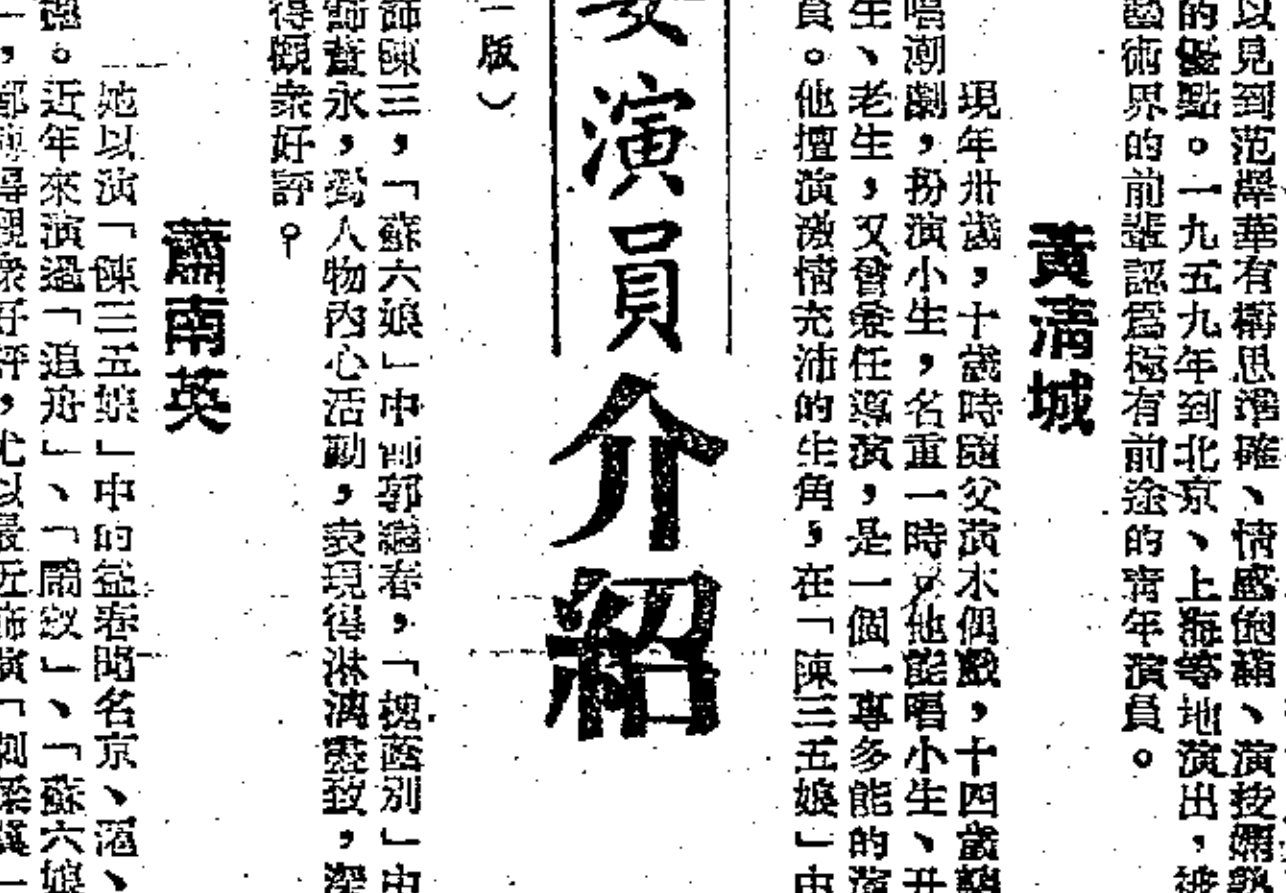 以見到范澤華有構思準確、情感飽滿、演技嫻熟
的優點。一九五九年到北京、上海等地演出,被
藝術界的前輩認爲極有前途的青年演員。
黃清城
現年卅歲,十歲時隨父演木偶戲,十四歲轉
唱潮劇,扮演小生,名重一時。他能唱小生、丑
生、老生,又曾兼任導演,是一個一專多能的演
員。他擅演激情充沛的生角,在「陳三五娘」中
演員介紹
版)
飾陳三,「蘇六娘」中飾郭繼春,「槐蔭別」中
飾董永,對人物內心活動,表現得淋漓盡致,深
得觀衆好評。
蕭南英
她以演「陳三五娘」中的益春聞名京、滬、
穗。近年來演過「追舟」、「鬧釵」、「蘇六娘
,都博得觀衆好評,尤以最近飾演「刺梁冀